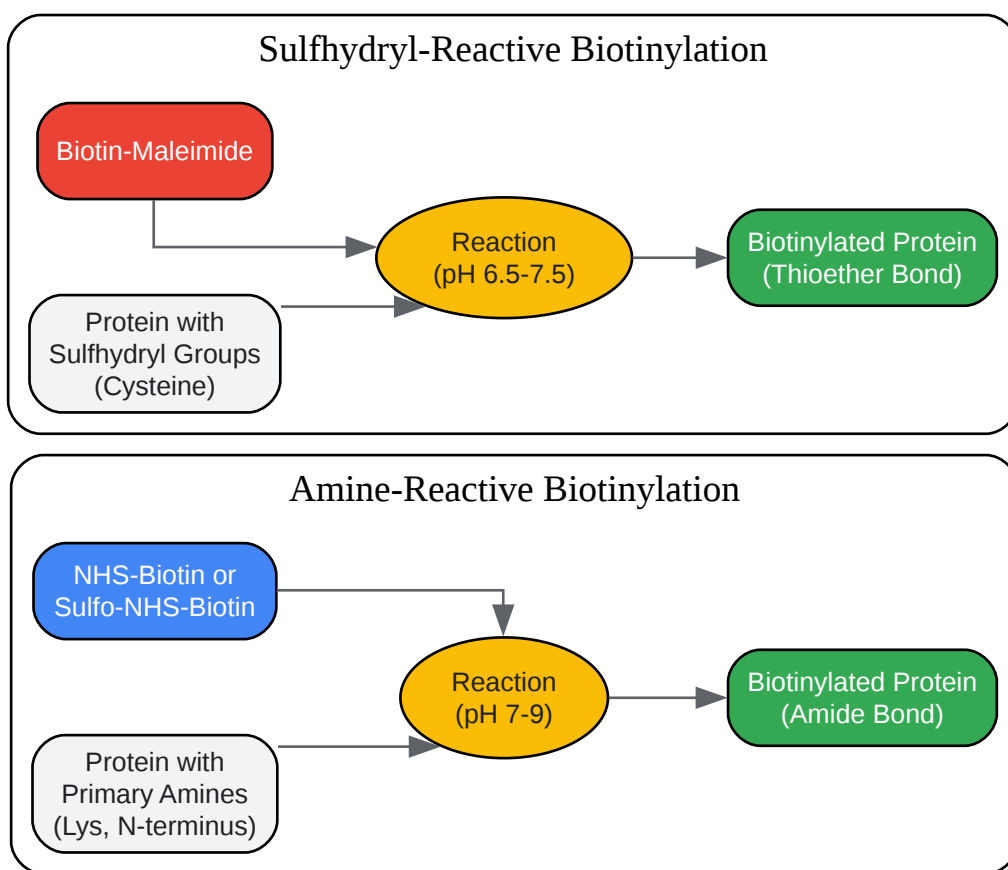 Sulfhydryl-Reactive Biotinylation
Biotin-Maleimide
Reaction
(pH 6.5-7.5)
Biotinylated Protein
(Thioether Bond)
Protein with
Sulfhydryl Groups
(Cysteine)
Amine-Reactive Biotinylation
NHS-Biotin or
Sulfo-NHS-Biotin
Reaction
(pH 7-9)
Biotinylated Protein
(Amide Bond)
Protein with
Primary Amines
(Lys, N-terminus)